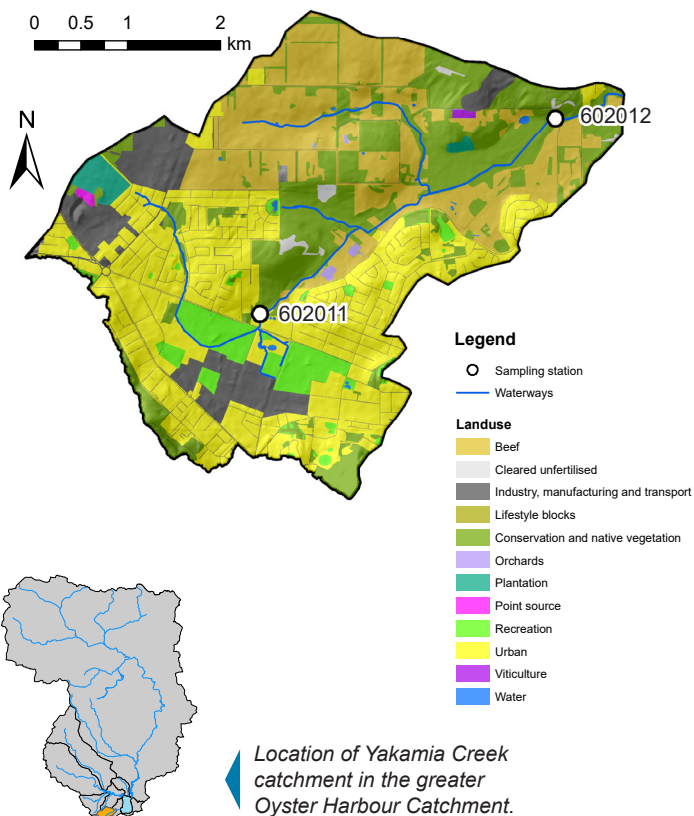 0 0.5 1 2
km
N
602012
602011
Legend
Sampling station
Waterways
Landuse
Beef
Cleared unfertilised
Industry, manufacturing and transport
Lifestyle blocks
Conservation and native vegetation
Orchards
Plantation
Point source
Recreation
Urban
Viticulture
Water
Location of Yakamia Creek
catchment in the greater
Oyster Harbour Catchment.